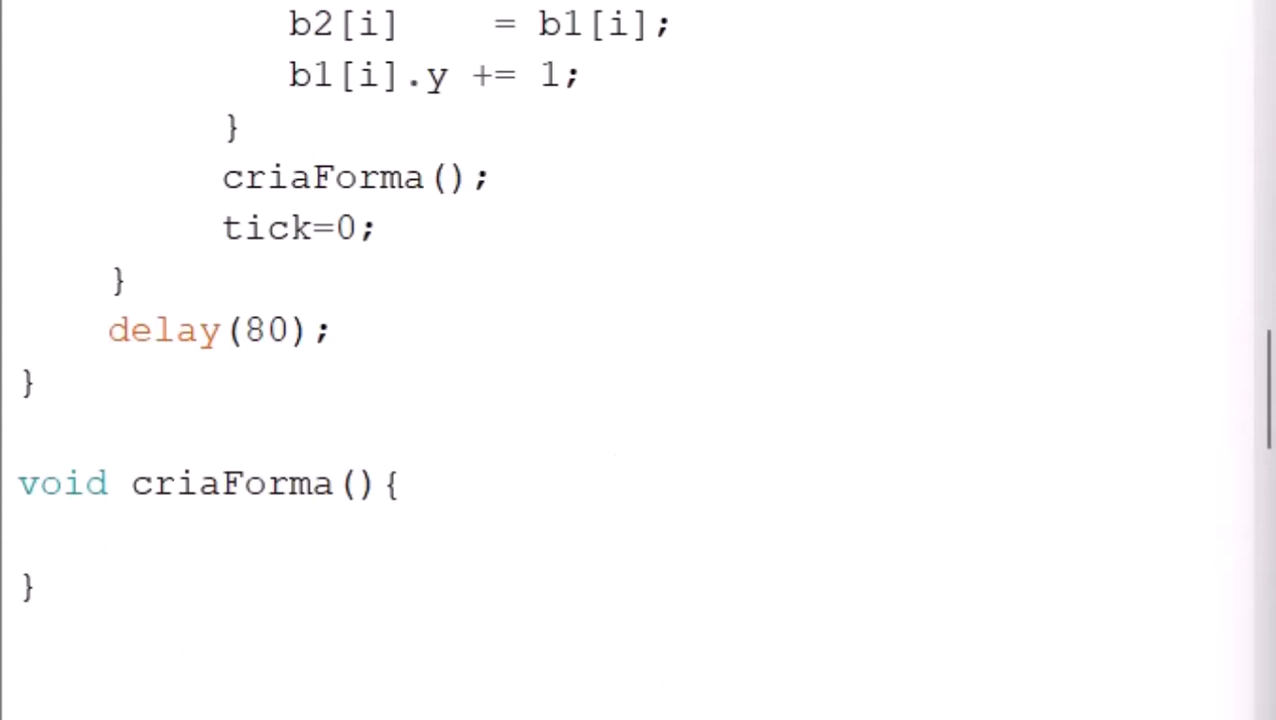 b2[i]    = b1[i];
b1[i].y += 1;
}
criaForma();
tick=0;
}
delay(80);
}
void criaForma(){
}